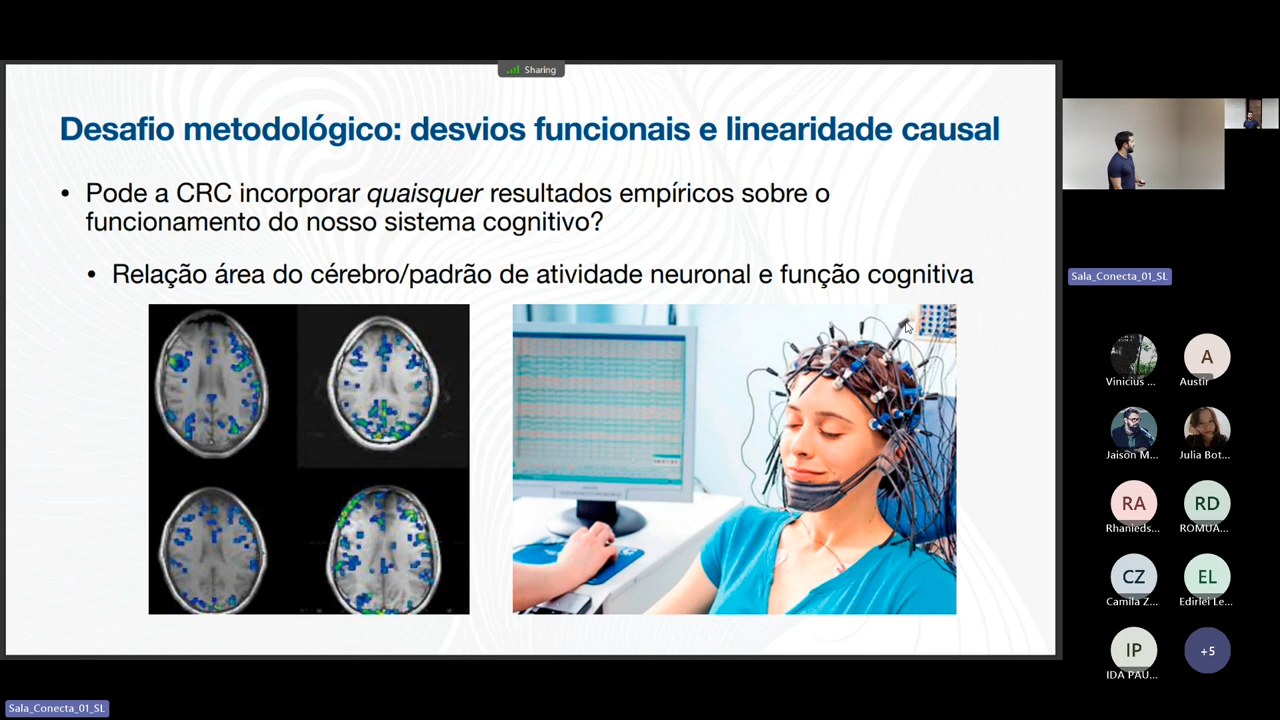 Sharing
Desafio metodológico: desvios funcionais e linearidade causal
• Pode a CRC incorporar quaisquer resultados empíricos sobre o
funcionamento do nosso sistema cognitivo?
• Relação área do cérebro/padrão de atividade neuronal e função cognitiva
Sala_Conecta_01_SL
Vinicius ...
A
Austir
Jaison M...
Julia Bot...
RA
RD
Rhanieds...
ROMUA...
CZ
EL
Camila Z...
Edirlei Le...
IP
+5
IDA PAU...
Sala_Conecta_01_SL